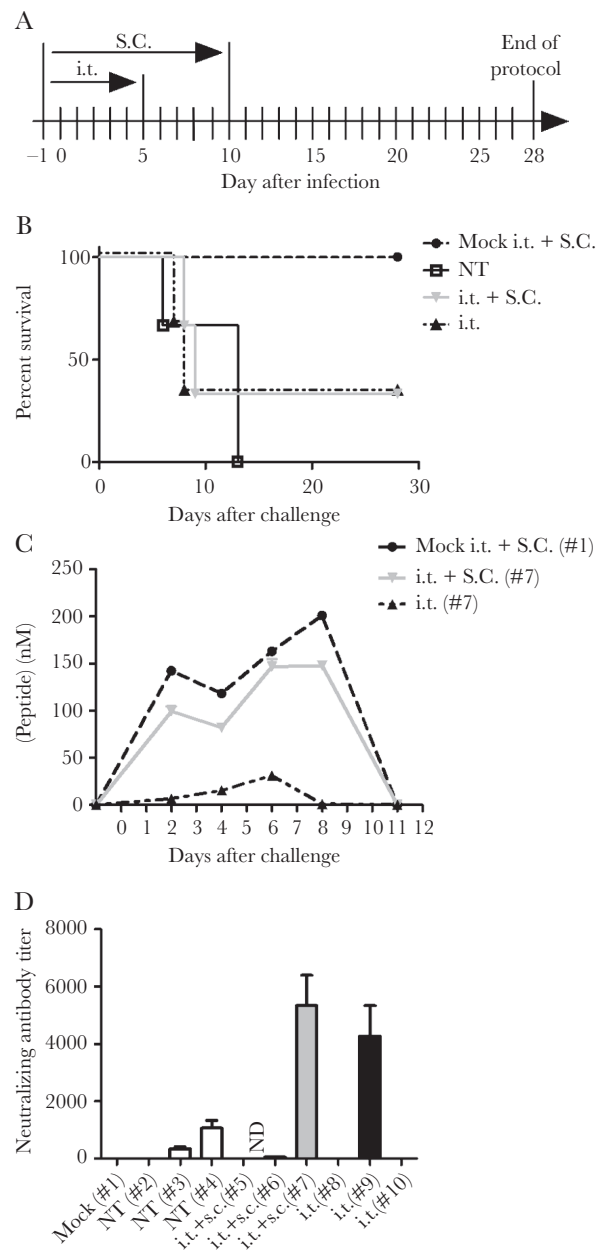 A
S.C.
i.t.
End of
protocol
–1 0 5 10 15 20 25 28
Day after infection
B
100
50
0
Percent survival
0 10 20 30
Days after challenge
Mock i.t. + S.C.
NT
i.t. + S.C.
i.t.
C
Mock i.t. + S.C. (#1)
i.t. + S.C. (#7)
i.t. (#7)
250
200
150
100
50
0
(Peptide) (nM)
0 1 2 3 4 5 6 7 8 9 10 11 12
Days after challenge
D
8000
6000
4000
2000
0
Neutralizing antibody titer
ND
Mock (#1)
NT (#2)
NT (#3)
NT (#4)
i.t.+s.c.(#5)
i.t.+s.c.(#6)
i.t.+s.c.(#7)
i.t.(#8)
i.t.(#9)
i.t.(#10)